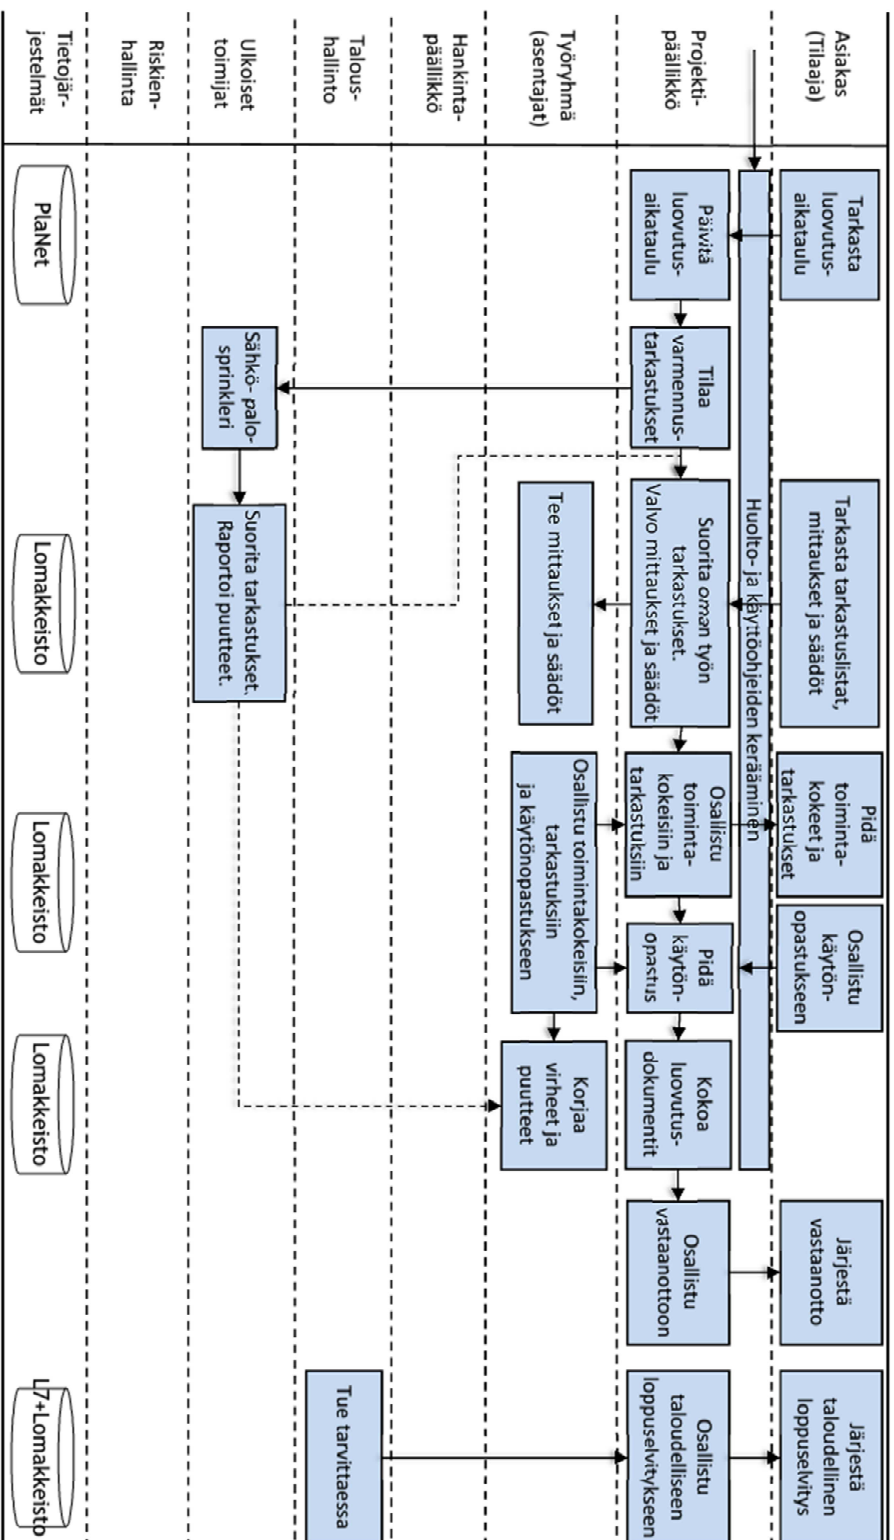 Asiakas
(Tilaaja)
Tarkasta
luovutus-
aikataulu
Tarkasta tarkastuslistat,
mittaukset ja säädöt
Pidä
toiminta-
kokeet ja
tarkastukset
Osallistu
käytön-
opastukseen
Järjestä
vastaanotto
Järjestä
taloudellinen
loppuselvitys
Huolto- ja käyttöohjeiden kerääminen
Projekti-
päällikkö
Päivitä
luovutus-
aikataulu
Tilaa
varmennus-
tarkastukset
Suorita oman työn
tarkastukset.
Valvo mittaukset ja säädöt
Osallistu
toiminta-
kokeisiin ja
tarkastuksiin
Pidä
käytön-
opastus
Kokoa
luovutus-
dokumentit
Osallistu
vastaanottoon
Osallistu
taloudelliseen
loppuselvitykseen
Työryhmä
(asentajat)
Tee mittaukset ja säädöt
Osallistu toimintakokeisiin,
tarkastuksiin
ja käytönopastukseen
Korjaa
virheet ja
puutteet
Hankinta-
päällikkö
Talous-
hallinto
Tue tarvittaessa
Ulkoiset
toimijat
Sähkö- palo-
sprinkleri
Suorita tarkastukset.
Raportoi puutteet.
Riskien-
hallinta
Tietojär-
jestelmät
PlaNet
Lomakkeisto
Lomakkeisto
Lomakkeisto
L7+Lomakkeisto